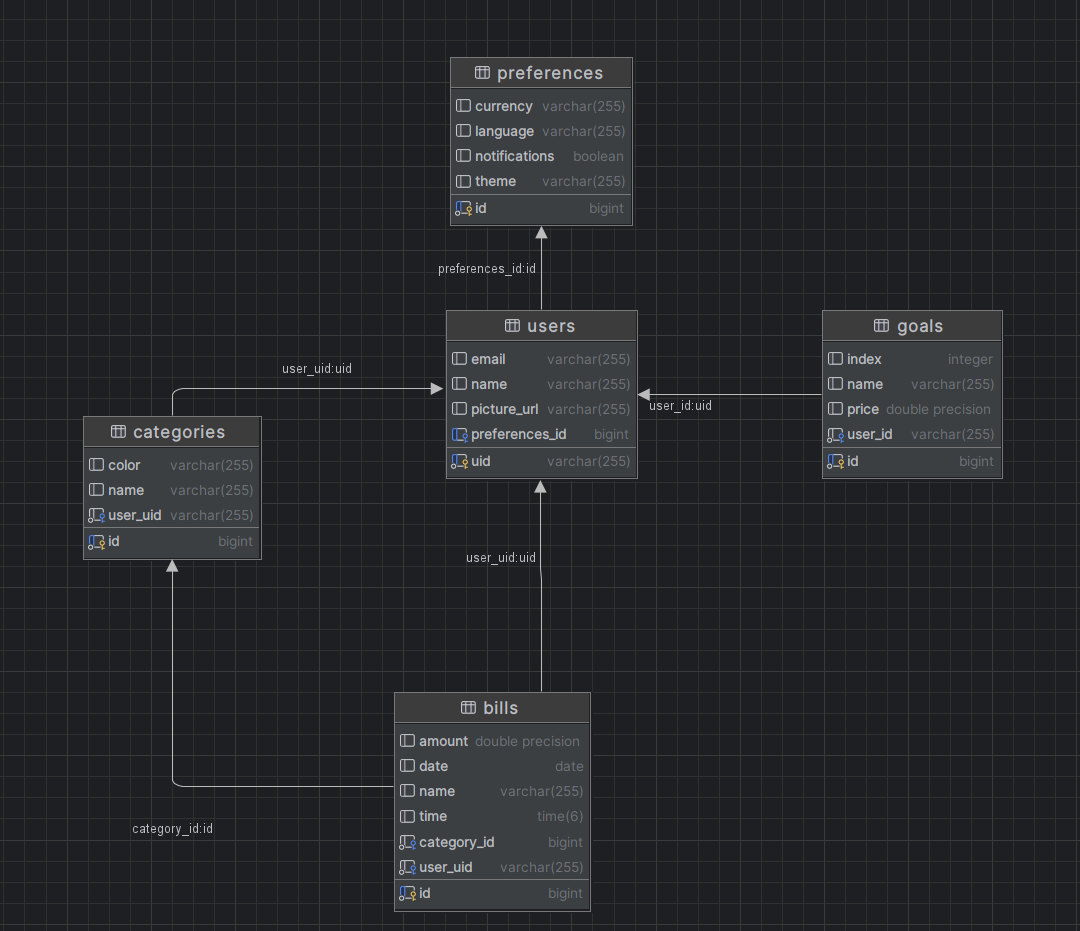 preferences
currency varchar(255)
language varchar(255)
notifications boolean
theme varchar(255)
id bigint
preferences_id:id
users
email varchar(255)
name varchar(255)
picture_url varchar(255)
preferences_id bigint
uid varchar(255)
goals
index integer
name varchar(255)
price double precision
user_id varchar(255)
id bigint
user_id:uid
user_uid:uid
categories
color varchar(255)
name varchar(255)
user_uid varchar(255)
id bigint
user_uid:uid
bills
amount double precision
date date
name varchar(255)
time time(6)
category_id bigint
user_uid varchar(255)
id bigint
category_id:id